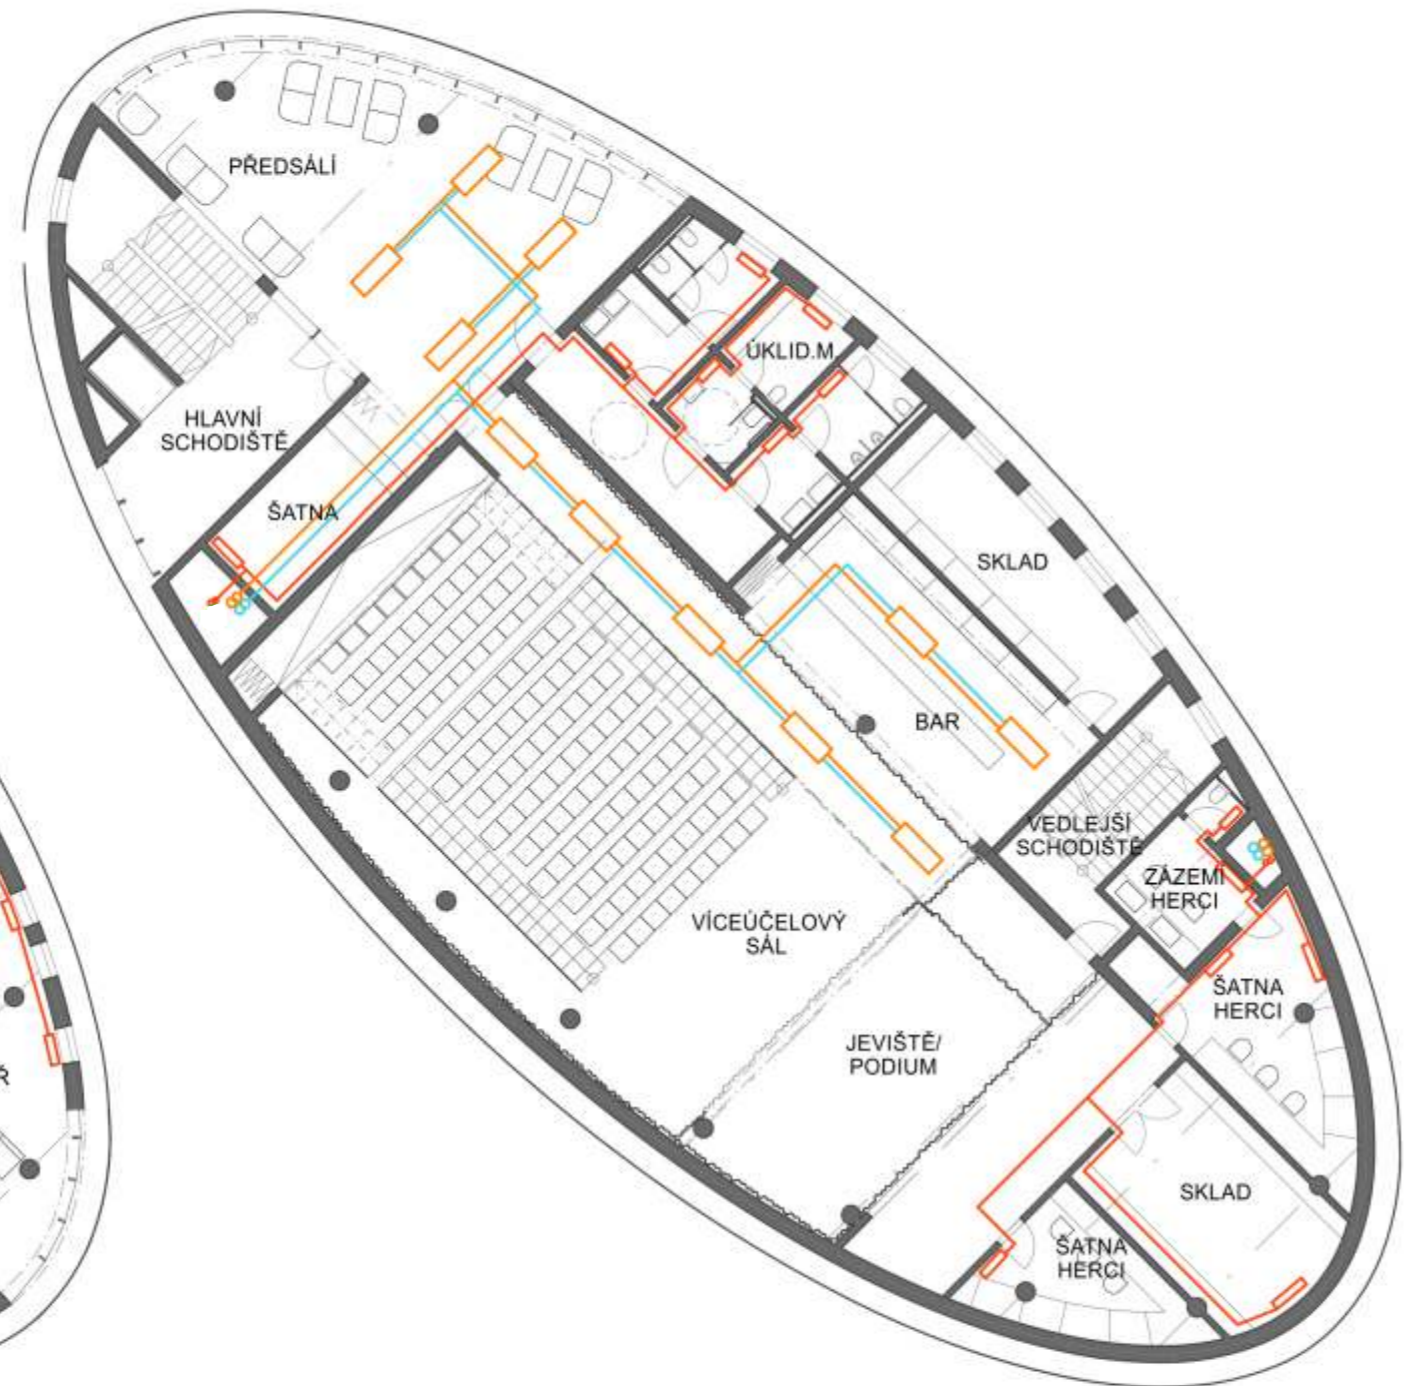 PŘEDSÁLÍ
ÚKLID.M
HLAVNÍ
SCHODIŠTĚ
ŠATNA
SKLAD
BAR
VEDLEJŠÍ
SCHODIŠTĚ
ZÁZEMÍ
HERCI
VÍCEÚČELOVÝ
SÁL
ŠATNA
HERCI
JEVIŠTĚ/
PODIUM
Ř
SKLAD
ŠATNA
HERCI